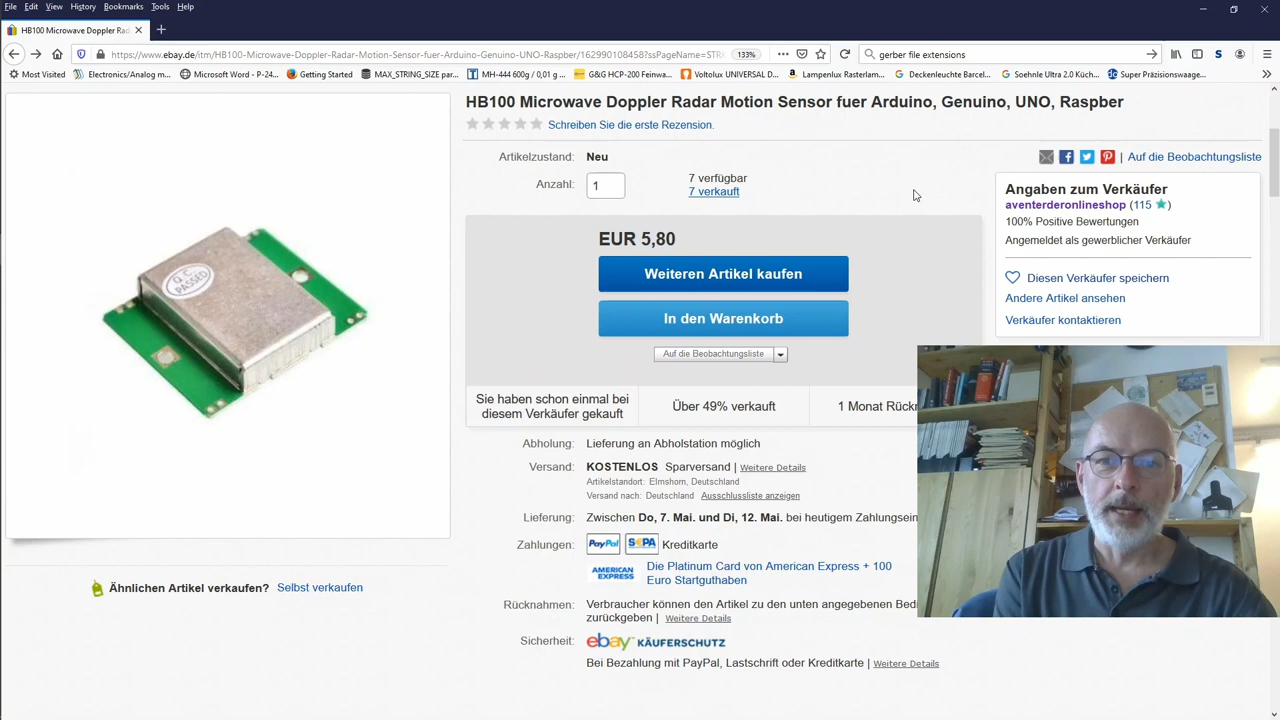 File Edit View History Bookmarks Tools Help
HB100 Microwave Doppler Rad
https://www.ebay.de/itm/HB100-Microwave-Doppler-Radar-Motion-Sensor-fuer-Arduino-Genuino-UNO-Raspber/162990108458?ssPageName=STR 133% gerber file extensions
Most Visited Electronics/Analog m... Microsoft Word - P-24... Getting Started MAX_STRING_SIZE par... MH-444 600g / 0,01 g ... G&G HCP-200 Feinwa... Voltolux UNIVERSAL D... Lampenlux Rasterlamp... Deckenleuchte Barcel... Soehnle Ultra 2.0 Küch... Super Präzisionswaage...
HB100 Microwave Doppler Radar Motion Sensor fuer Arduino, Genuino, UNO, Raspber
Schreiben Sie die erste Rezension.
Artikelzustand: Neu
| Auf die Beobachtungsliste
Anzahl: 1
7 verfügbar
7 verkauft
Angaben zum Verkäufer
aventerderonlineshop (115)
100% Positive Bewertungen
Angemeldet als gewerblicher Verkäufer
Diesen Verkäufer speichern
Andere Artikel ansehen
Verkäufer kontaktieren
EUR 5,80
Weiteren Artikel kaufen
In den Warenkorb
Auf die Beobachtungsliste
Q.C
PASSED
Sie haben schon einmal bei
diesem Verkäufer gekauft
Über 49% verkauft
1 Monat Rückn
Abholung: Lieferung an Abholstation möglich
Versand: KOSTENLOS Sparversand | Weitere Details
Artikelstandort: Elmshorn, Deutschland
Versand nach: Deutschland Ausschlussliste anzeigen
Lieferung: Zwischen Do, 7. Mai. und Di, 12. Mai. bei heutigem Zahlungsein
Zahlungen: PayPal SEPA Kreditkarte
AMERICAN EXPRESS
Die Platinum Card von American Express + 100
Euro Startguthaben
Rücknahmen: Verbraucher können den Artikel zu den unten angegebenen Bedi
zurückgeben | Weitere Details
Sicherheit: ebay KÄUFERSCHUTZ
Bei Bezahlung mit PayPal, Lastschrift oder Kreditkarte | Weitere Details
Ähnlichen Artikel verkaufen? Selbst verkaufen